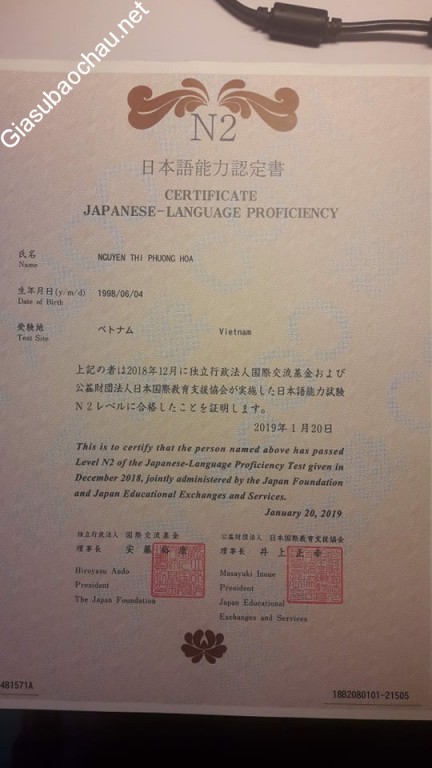 Giasubaochau.net
N2
日本語能力認定書
CERTIFICATE
JAPANESE-LANGUAGE PROFICIENCY
氏名
Name
NGUYEN THI PHUONG HOA
生年月日(y/m/d)
Date of Birth
1998/06/04
受験地
Test Site
ベトナム
Vietnam
上記の者は2018年12月に独立行政法人国際交流基金および
公益財団法人日本国際教育支援協会が実施した日本語能力試験
N2レベルに合格したことを証明します。
2019年1月20日
This is to certify that the person named above has passed
Level N2 of the Japanese-Language Proficiency Test given in
December 2018, jointly administered by the Japan Foundation
and Japan Educational Exchanges and Services.
January 20, 2019
独立行政法人 国際交流基金
理事長 安藤裕康
Hiroyasu Ando
President
The Japan Foundation
公益財団法人 日本国際教育支援協会
理事長 井上正幸
Masayuki Inoue
President
Japan Educational
Exchanges and Services
481571A
18B2080101-21505